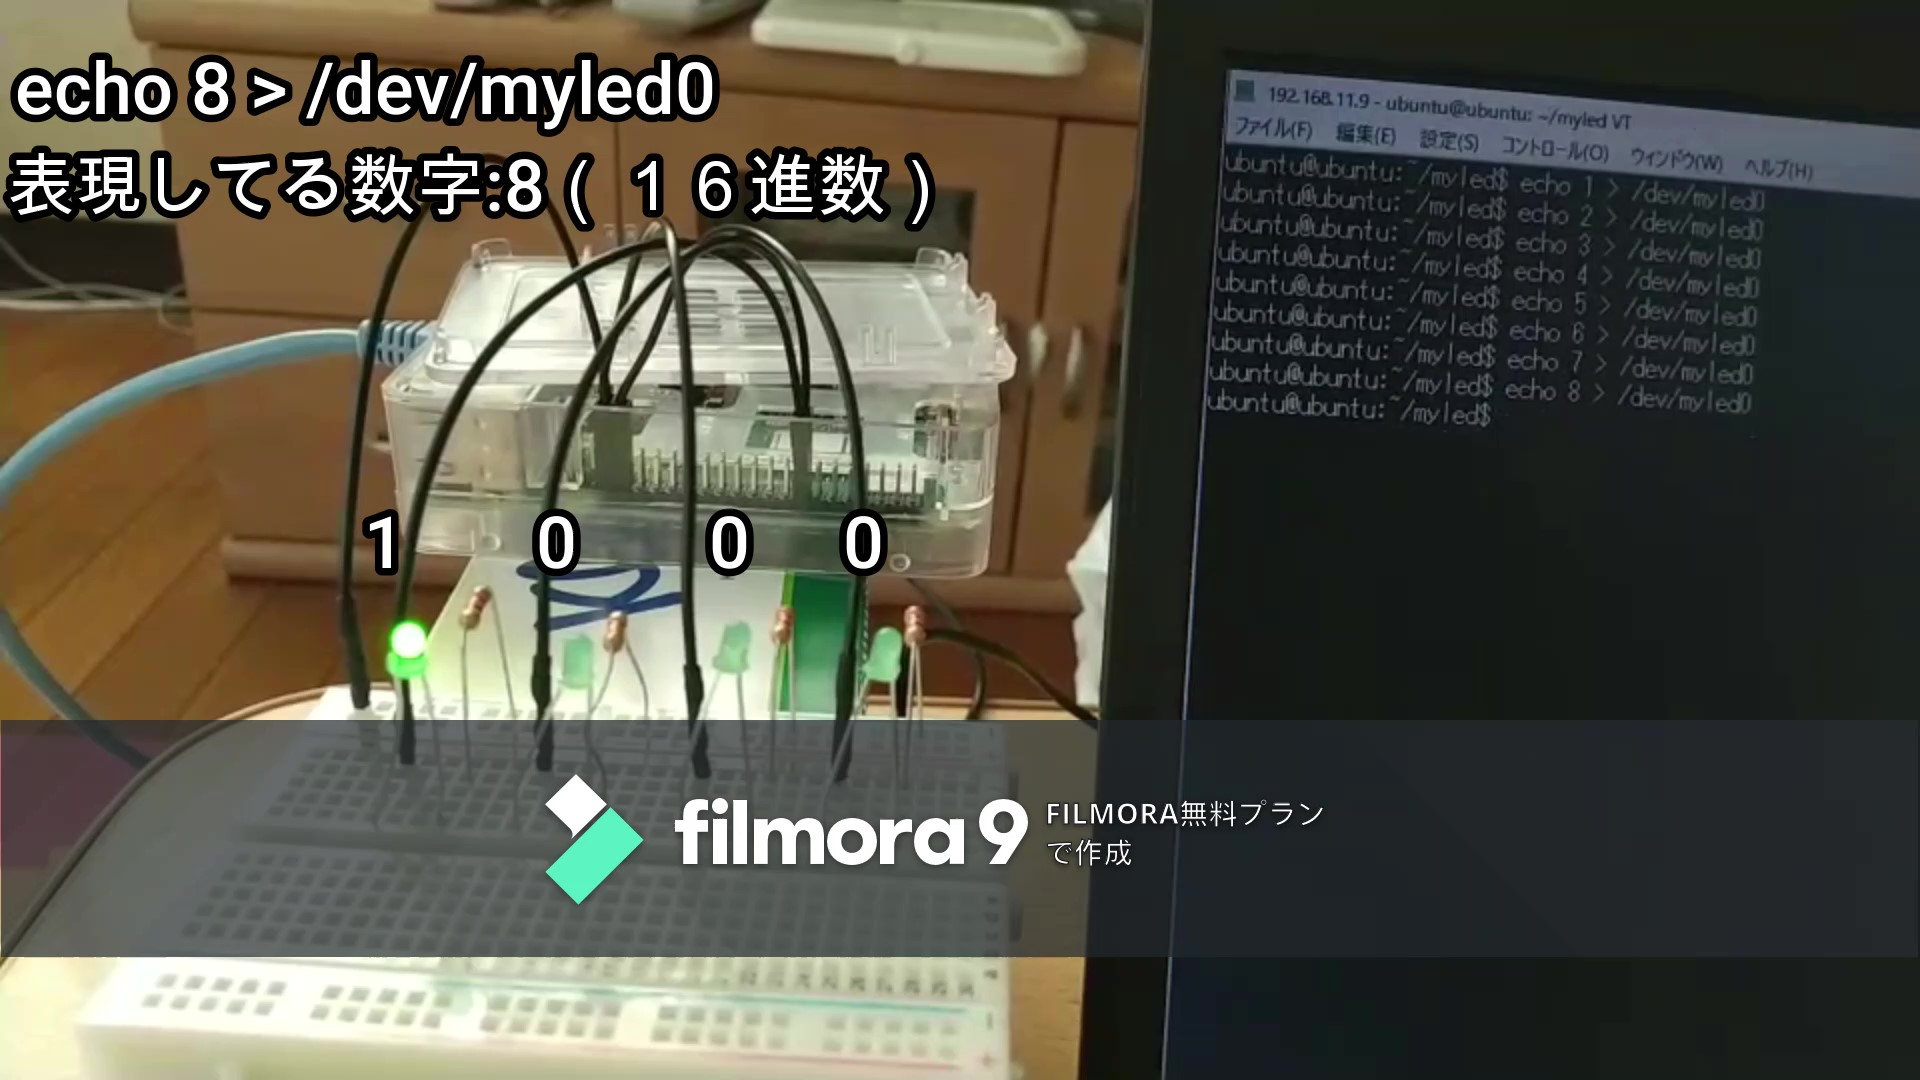 echo 8 > /dev/myled0
表現してる数字:8(１６進数)
192.168.11.9 - ubuntu@ubuntu: ~/myled VT
ファイル(F) 編集(E) 設定(S) コントロール(O) ウィンドウ(W) ヘルプ(H)
ubuntu@ubuntu:~/myled$ echo 1 > /dev/myled0
ubuntu@ubuntu:~/myled$ echo 2 > /dev/myled0
ubuntu@ubuntu:~/myled$ echo 3 > /dev/myled0
ubuntu@ubuntu:~/myled$ echo 4 > /dev/myled0
ubuntu@ubuntu:~/myled$ echo 5 > /dev/myled0
ubuntu@ubuntu:~/myled$ echo 6 > /dev/myled0
ubuntu@ubuntu:~/myled$ echo 7 > /dev/myled0
ubuntu@ubuntu:~/myled$ echo 8 > /dev/myled0
ubuntu@ubuntu:~/myled$
1 0 0 0
filmora9
FILMORA無料プラン
で作成